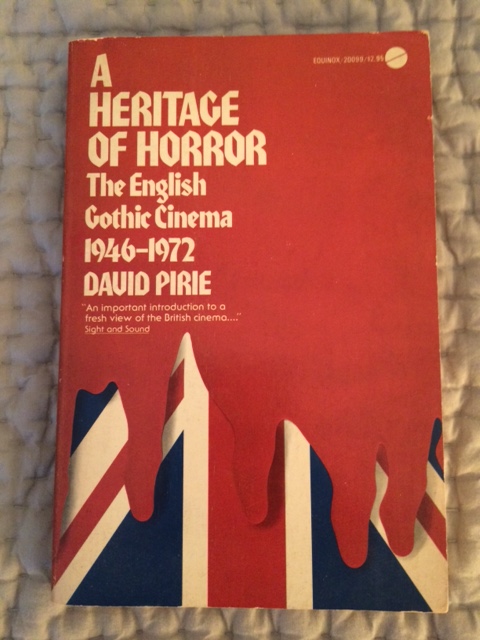 EQUINOX/20099/$7.95
A
HERITAGE
OF HORROR
The English
Gothic Cinema
1946–1972
DAVID PIRIE
"An important introduction to a
fresh view of the British cinema...."
Sight and Sound